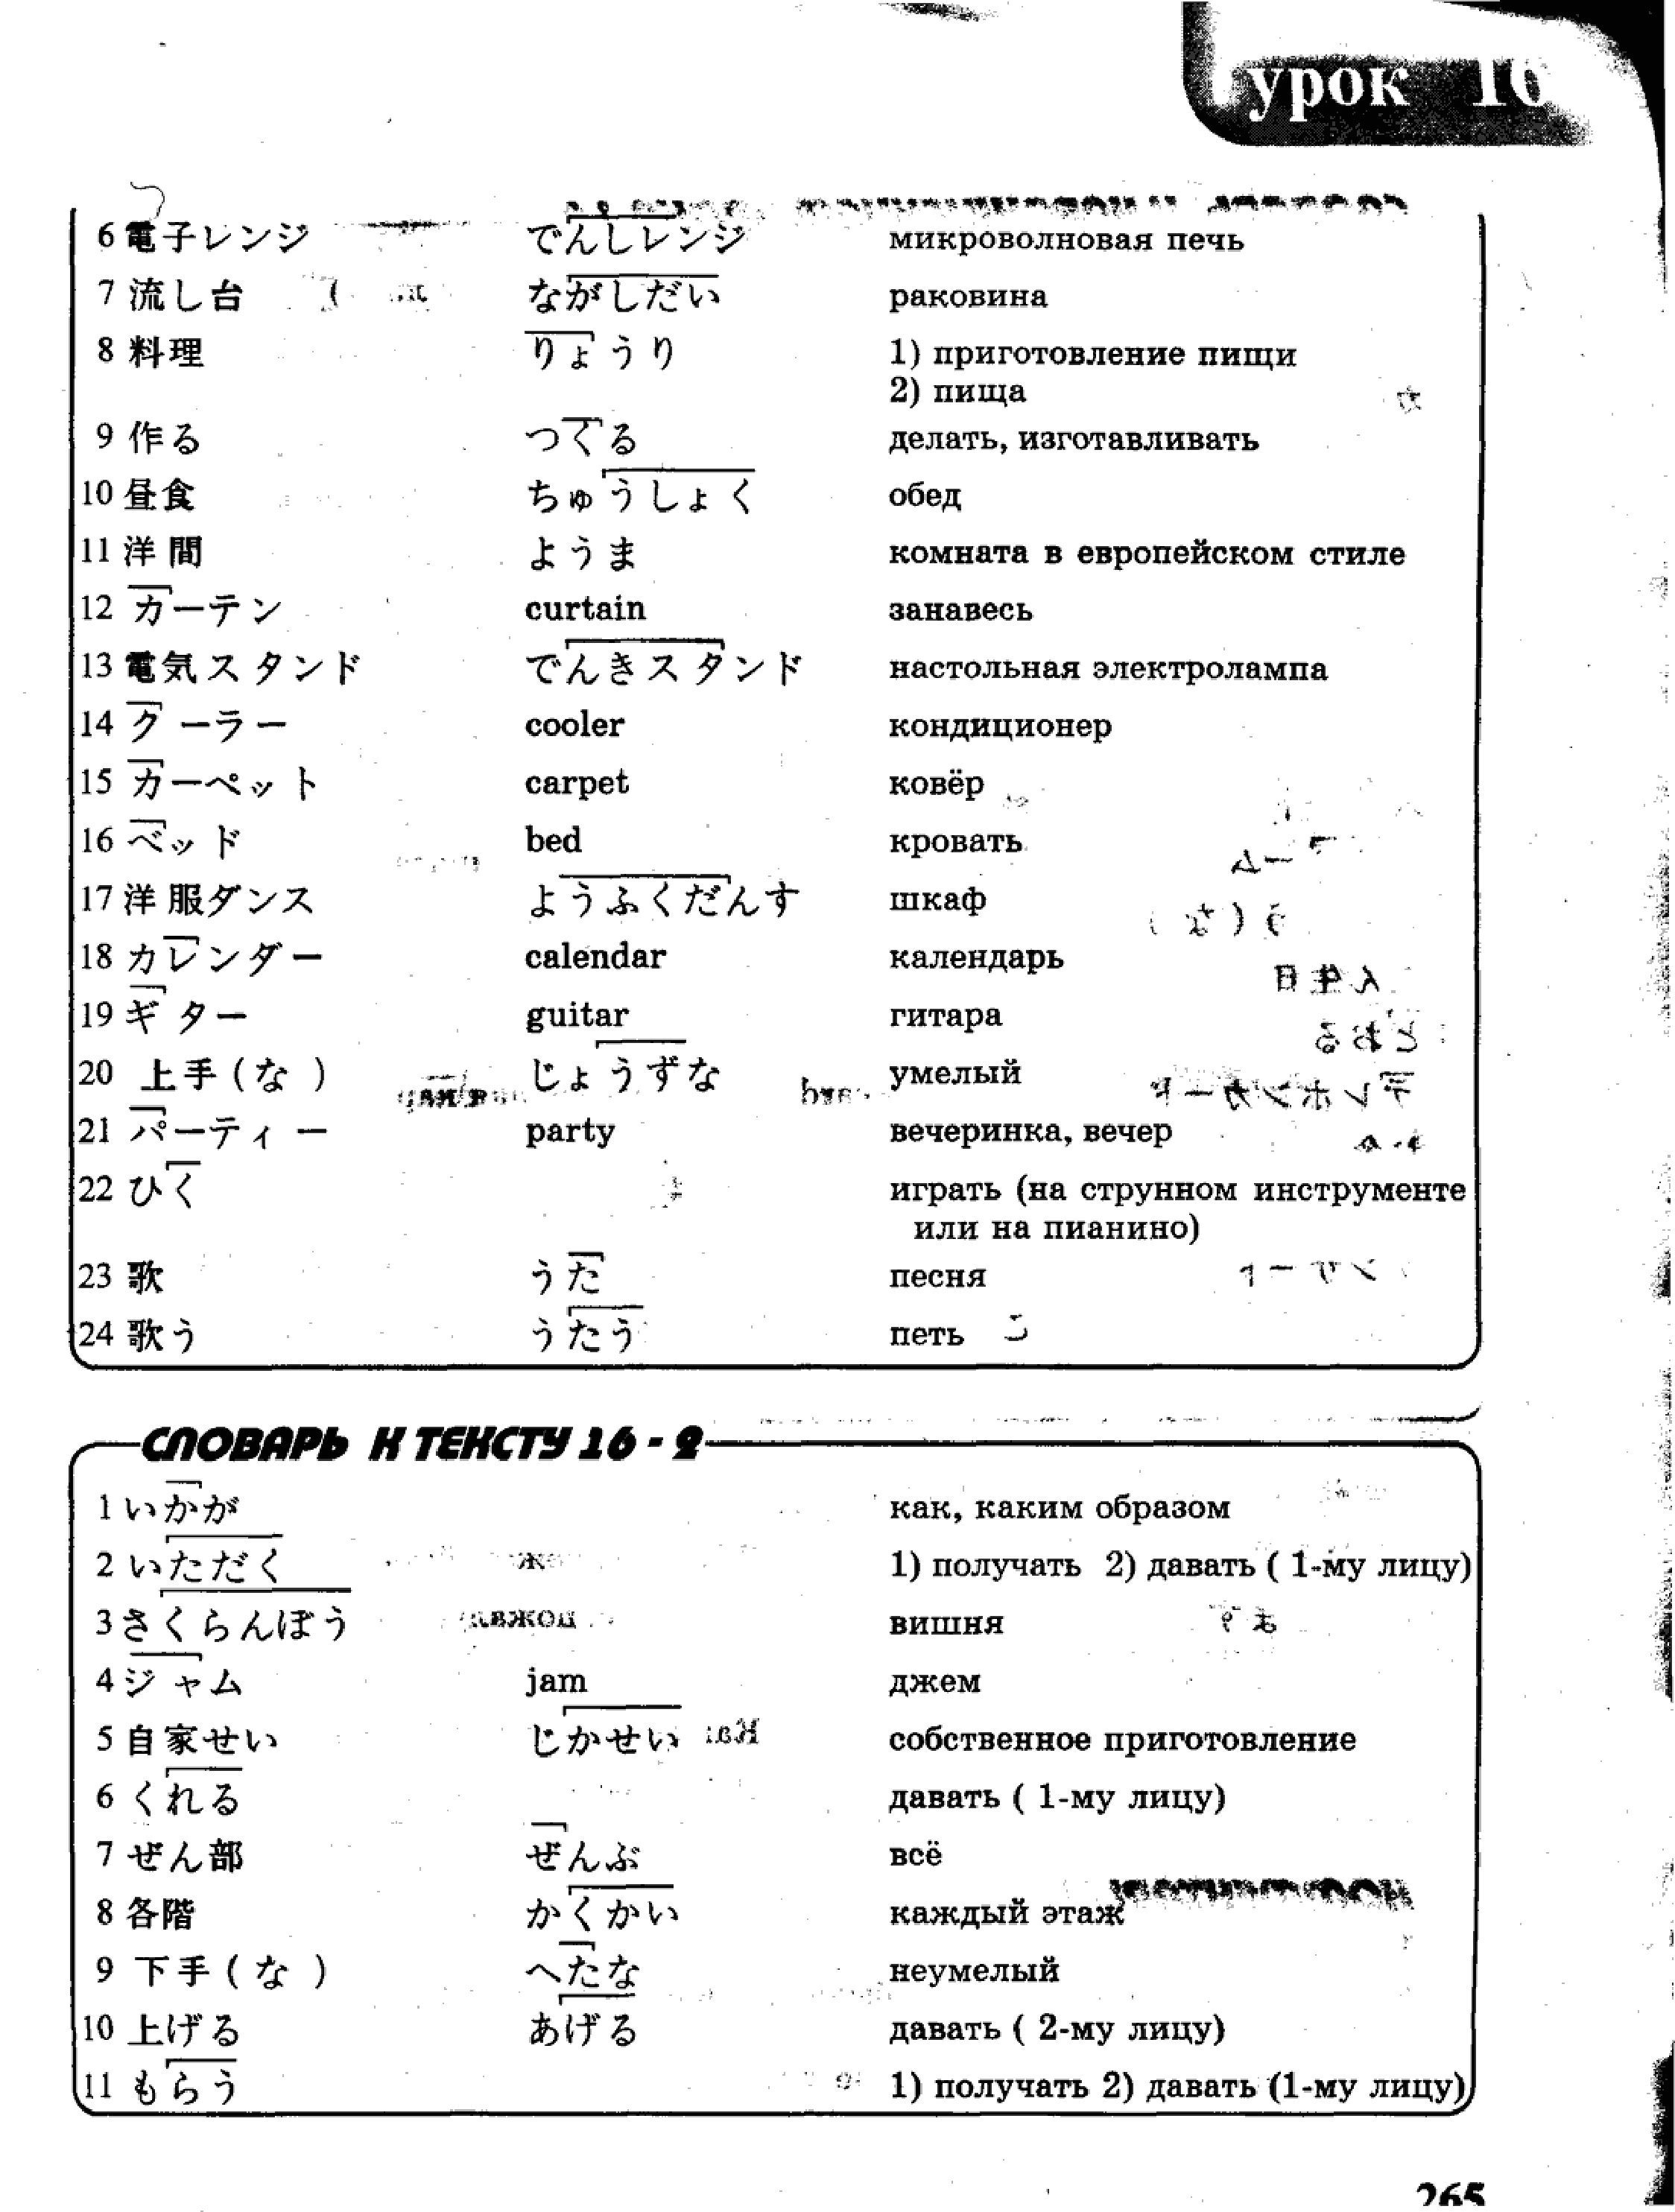 урок 16
6 電子レンジ でんしレンジ микроволновая печь
7 流し台 ながしだい раковина
8 料理 りょうり 1) приготовление пищи
2) пища
9 作る つくる делать, изготавливать
10 昼食 ちゅうしょく обед
11 洋間 ようま комната в европейском стиле
12 カーテン curtain занавесь
13 電気スタンド でんきスタンド настольная электролампа
14 クーラー cooler кондиционер
15 カーペット carpet ковёр
16 ベッド bed кровать
17 洋服ダンス ようふくだんす шкаф
18 カレンダー calendar календарь
19 ギター guitar гитара
20 上手(な) じょうずな умелый
21 パーティー party вечеринка, вечер
22 ひく играть (на струнном инструменте
или на пианино)
23 歌 うた песня
24 歌う うたう петь
СЛОВАРЬ К ТЕКСТУ 16 - 2
1 いかが как, каким образом
2 いただく 1) получать 2) давать ( 1-му лицу)
3 さくらんぼう вишня
4 ジャム jam джем
5 自家せい じかせい собственное приготовление
6 くれる давать ( 1-му лицу)
7 ぜん部 ぜんぶ всё
8 各階 かくかい каждый этаж
9 下手(な) へたな неумелый
10 上げる あげる давать ( 2-му лицу)
11 もらう 1) получать 2) давать (1-му лицу)
265